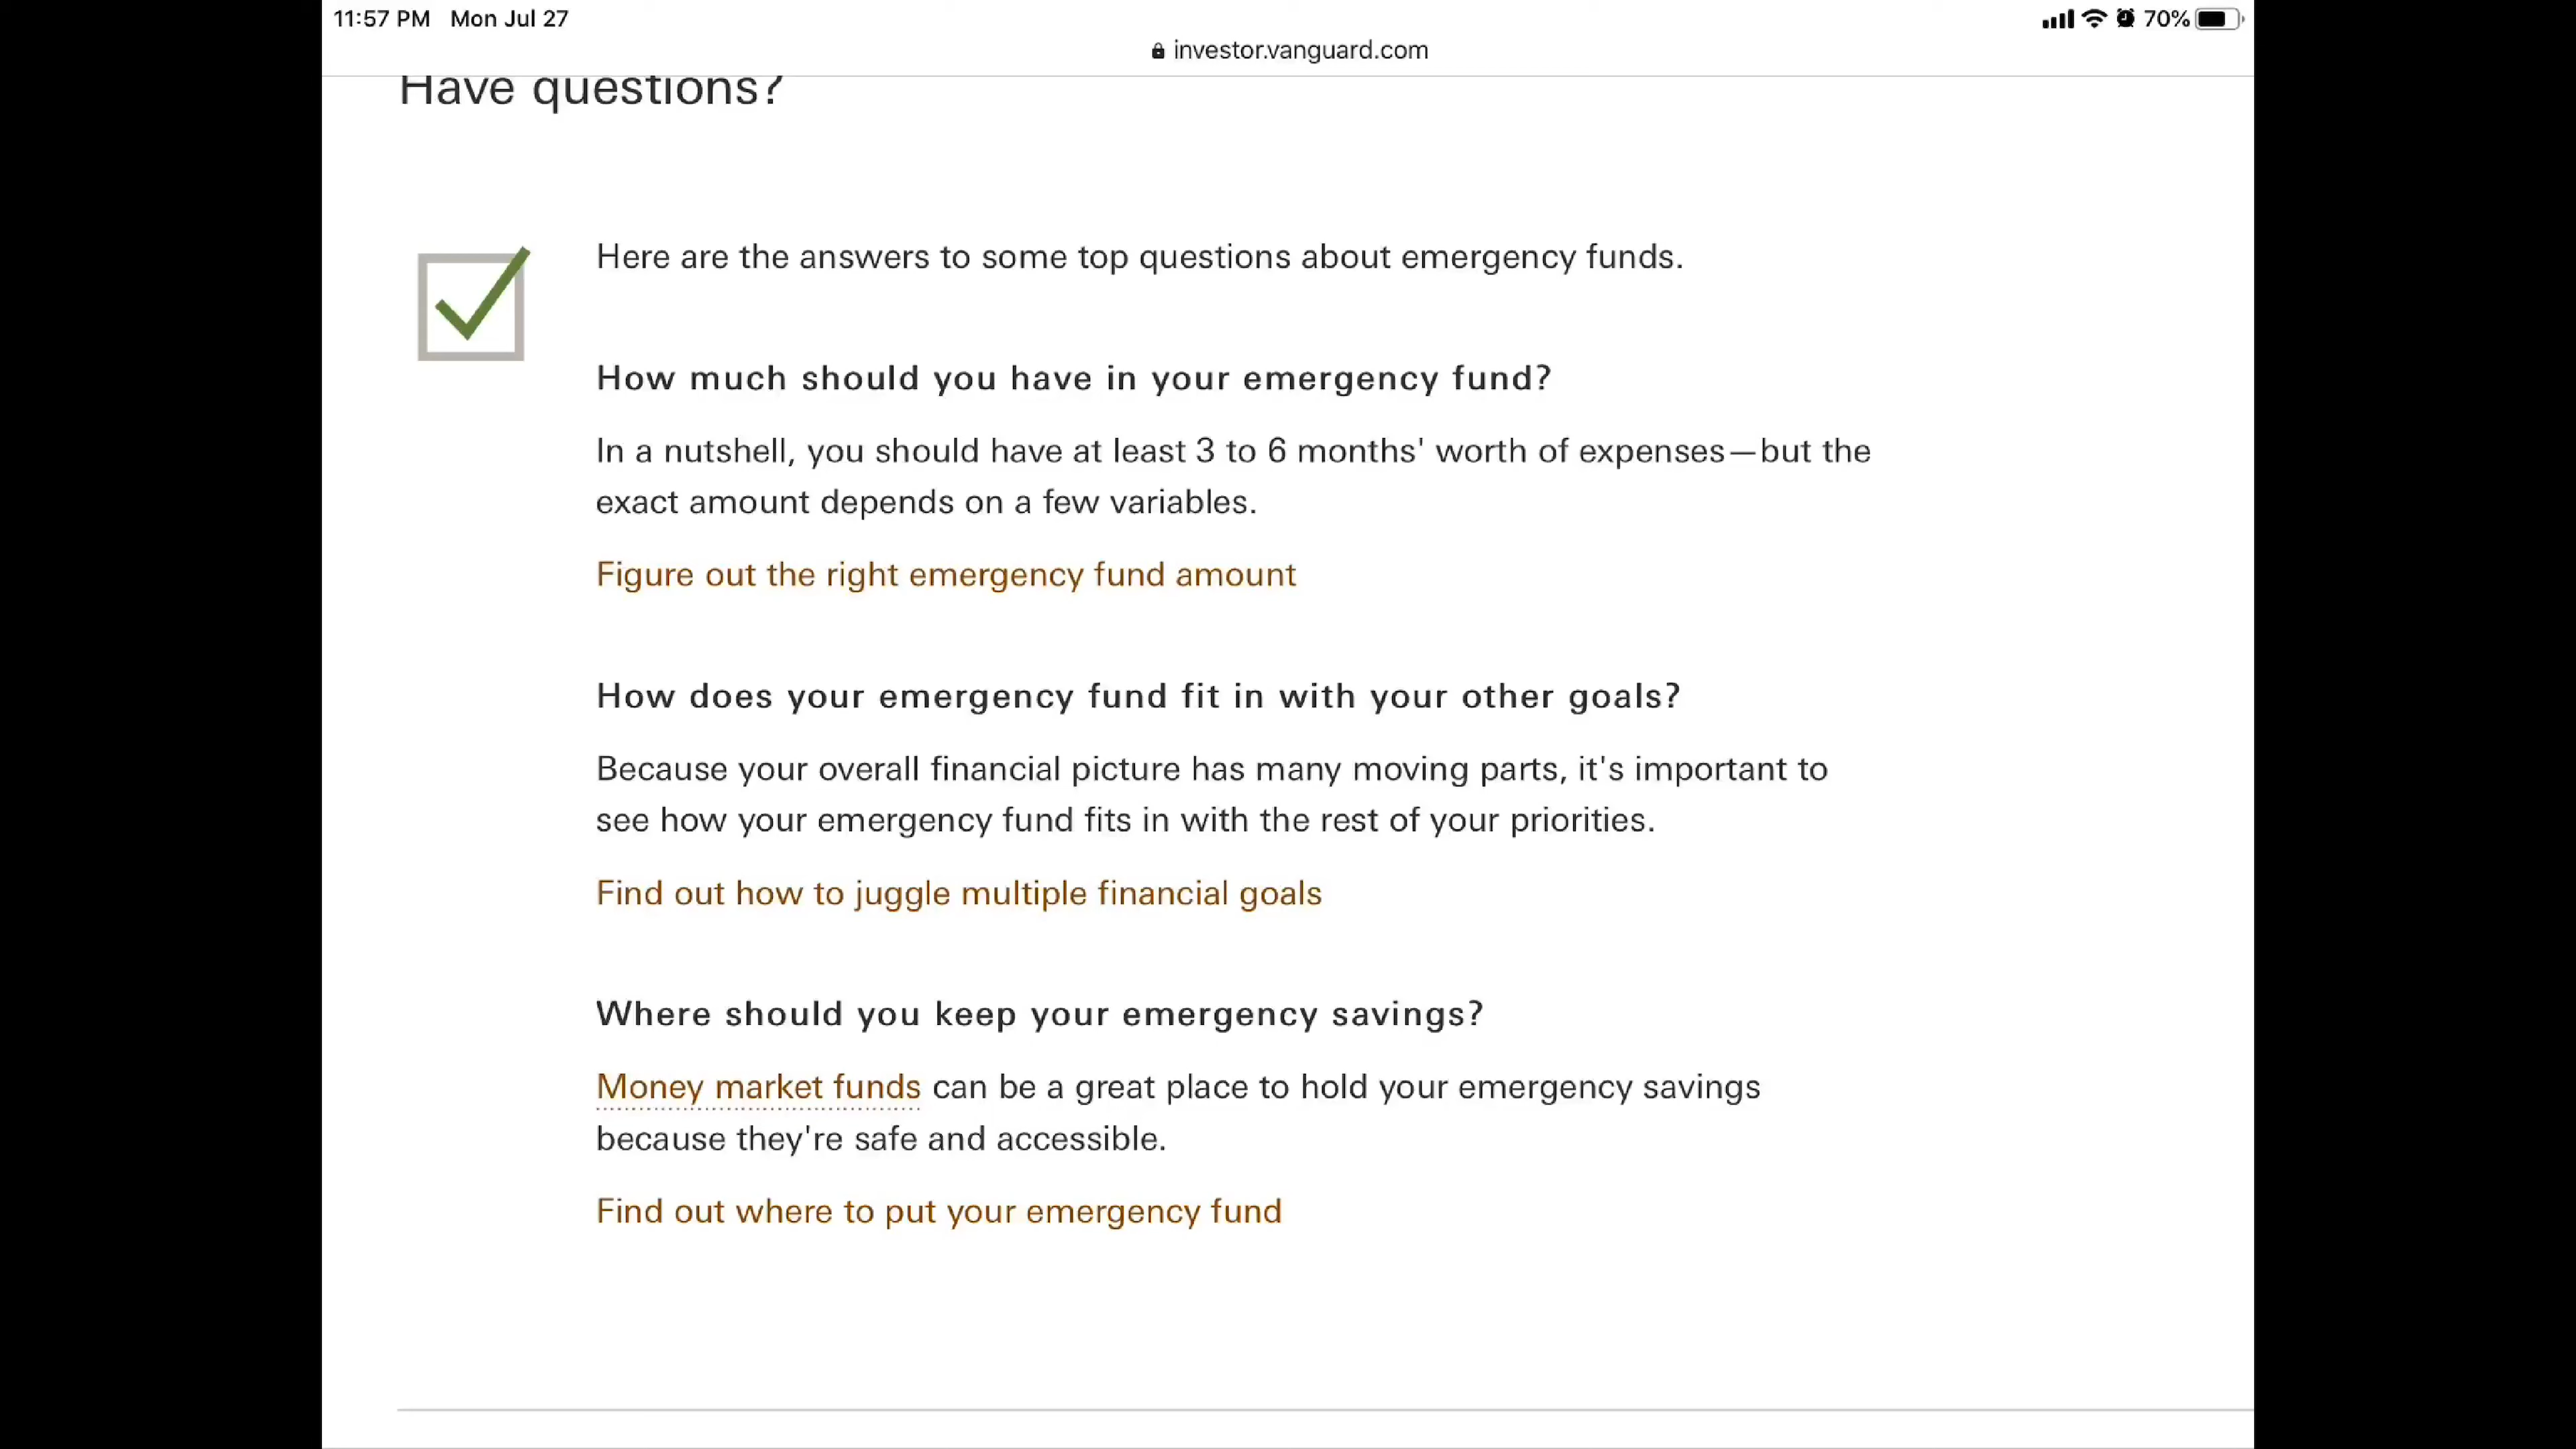 11:57 PM Mon Jul 27
70%
investor.vanguard.com
Have questions?
Here are the answers to some top questions about emergency funds.
How much should you have in your emergency fund?
In a nutshell, you should have at least 3 to 6 months' worth of expenses—but the
exact amount depends on a few variables.
Figure out the right emergency fund amount
How does your emergency fund fit in with your other goals?
Because your overall financial picture has many moving parts, it's important to
see how your emergency fund fits in with the rest of your priorities.
Find out how to juggle multiple financial goals
Where should you keep your emergency savings?
Money market funds can be a great place to hold your emergency savings
because they're safe and accessible.
Find out where to put your emergency fund